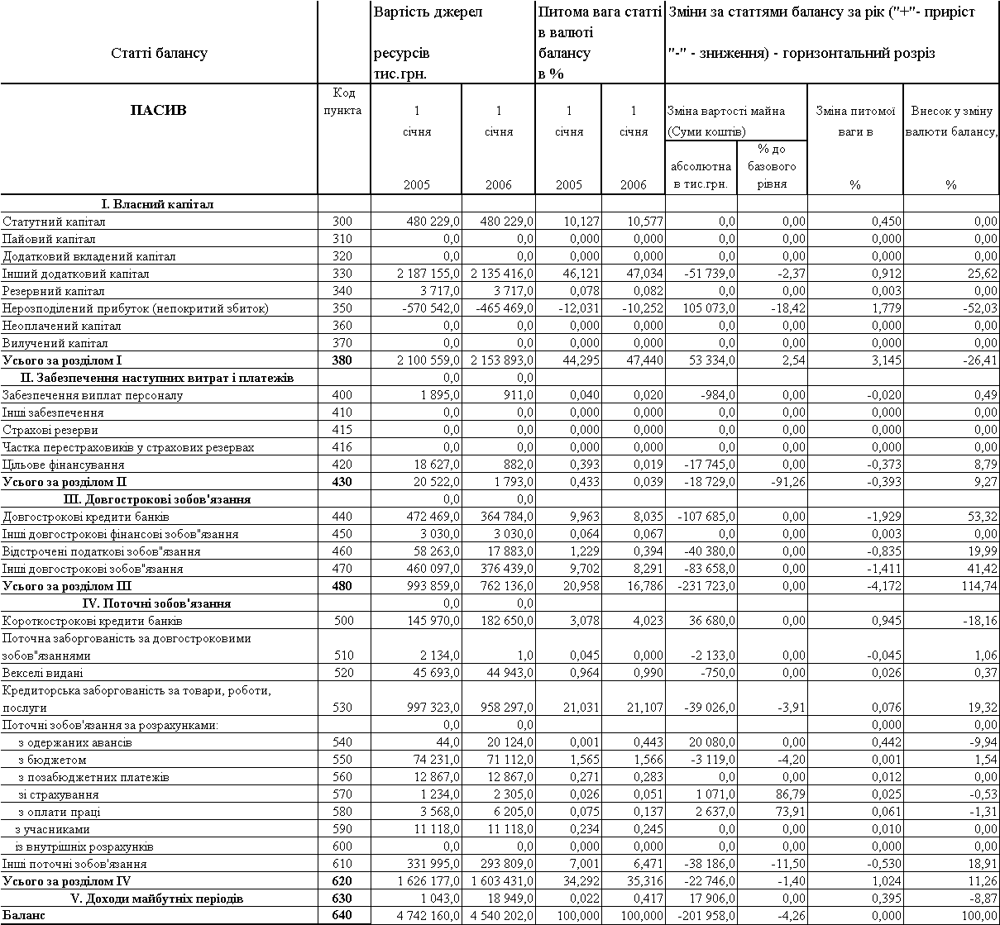 Вартість джерел Питома вага статті Зміни за статтями балансу за рік ("+"- приріст
в валюті
Статті балансу ресурсів балансу "-" - зниження) - горизонтальний розріз
тис.грн. в %
Код
ПАСИВ пункта 1 1 1 1 Зміна вартості майна Зміна питомої Внесок у зміну
січня січня січня січня (Суми коштів) ваги в валюти балансу,
% до
абсолютна базового
2005 2006 2005 2006 в тис.грн. рівня % %
І. Власний капітал
Статутний капітал 300 480 229,0 480 229,0 10,127 10,577 0,0 0,00 0,450 0,00
Пайовий капітал 310 0,0 0,0 0,000 0,000 0,0 0,00 0,000 0,00
Додатковий вкладений капітал 320 0,0 0,0 0,000 0,000 0,0 0,00 0,000 0,00
Інший додатковий капітал 330 2 187 155,0 2 135 416,0 46,121 47,034 -51 739,0 -2,37 0,912 25,62
Резервний капітал 340 3 717,0 3 717,0 0,078 0,082 0,0 0,00 0,003 0,00
Нерозподілений прибуток (непокритий збиток) 350 -570 542,0 -465 469,0 -12,031 -10,252 105 073,0 -18,42 1,779 -52,03
Неоплачений капітал 360 0,0 0,0 0,000 0,000 0,0 0,00 0,000 0,00
Вилучений капітал 370 0,0 0,0 0,000 0,000 0,0 0,00 0,000 0,00
Усього за розділом І 380 2 100 559,0 2 153 893,0 44,295 47,440 53 334,0 2,54 3,145 -26,41
ІІ. Забезпечення наступних витрат і платежів 0,0 0,0
Забезпечення виплат персоналу 400 1 895,0 911,0 0,040 0,020 -984,0 0,00 -0,020 0,49
Інші забезпечення 410 0,0 0,0 0,000 0,000 0,0 0,00 0,000 0,00
Страхові резерви 415 0,0 0,0 0,000 0,000 0,0 0,00 0,000 0,00
Частка перестраховиків у страхових резервах 416 0,0 0,0 0,000 0,000 0,0 0,00 0,000 0,00
Цільове фінансування 420 18 627,0 882,0 0,393 0,019 -17 745,0 0,00 -0,373 8,79
Усього за розділом ІІ 430 20 522,0 1 793,0 0,433 0,039 -18 729,0 -91,26 -0,393 9,27
ІІІ. Довгострокові зобов'язання 0,0 0,0
Довгострокові кредити банків 440 472 469,0 364 784,0 9,963 8,035 -107 685,0 0,00 -1,929 53,32
Інші довгострокові фінансові зобов"язання 450 3 030,0 3 030,0 0,064 0,067 0,0 0,00 0,003 0,00
Відстрочені податкові зобов"язання 460 58 263,0 17 883,0 1,229 0,394 -40 380,0 0,00 -0,835 19,99
Інші довгострокові зобов"язання 470 460 097,0 376 439,0 9,702 8,291 -83 658,0 0,00 -1,411 41,42
Усього за розділом ІІІ 480 993 859,0 762 136,0 20,958 16,786 -231 723,0 0,00 -4,172 114,74
IV. Поточні зобов'язання 0,0 0,0
Короткострокові кредити банків 500 145 970,0 182 650,0 3,078 4,023 36 680,0 0,00 0,945 -18,16
Поточна заборгованість за довгостроковими
зобов"язаннями 510 2 134,0 1,0 0,045 0,000 -2 133,0 0,00 -0,045 1,06
Векселі видані 520 45 693,0 44 943,0 0,964 0,990 -750,0 0,00 0,026 0,37
Кредиторська заборгованість за товари, роботи,
послуги 530 997 323,0 958 297,0 21,031 21,107 -39 026,0 -3,91 0,076 19,32
Поточні зобов'язання за розрахунками: 0,0 0,0 0,000 0,00
з одержаних авансів 540 44,0 20 124,0 0,001 0,443 20 080,0 0,00 0,442 -9,94
з бюджетом 550 74 231,0 71 112,0 1,565 1,566 -3 119,0 -4,20 0,001 1,54
з позабюджетних платежів 560 12 867,0 12 867,0 0,271 0,283 0,0 0,00 0,012 0,00
зі страхування 570 1 234,0 2 305,0 0,026 0,051 1 071,0 86,79 0,025 -0,53
з оплати праці 580 3 568,0 6 205,0 0,075 0,137 2 637,0 73,91 0,061 -1,31
з учасниками 590 11 118,0 11 118,0 0,234 0,245 0,0 0,00 0,010 0,00
із внутрішніх розрахунків 600 0,0 0,0 0,000 0,000 0,0 0,00 0,000 0,00
Інші поточні зобов'язання 610 331 995,0 293 809,0 7,001 6,471 -38 186,0 -11,50 -0,530 18,91
Усього за розділом IV 620 1 626 177,0 1 603 431,0 34,292 35,316 -22 746,0 -1,40 1,024 11,26
V. Доходи майбутніх періодів 630 1 043,0 18 949,0 0,022 0,417 17 906,0 0,00 0,395 -8,87
Баланс 640 4 742 160,0 4 540 202,0 100,000 100,000 -201 958,0 -4,26 0,000 100,00